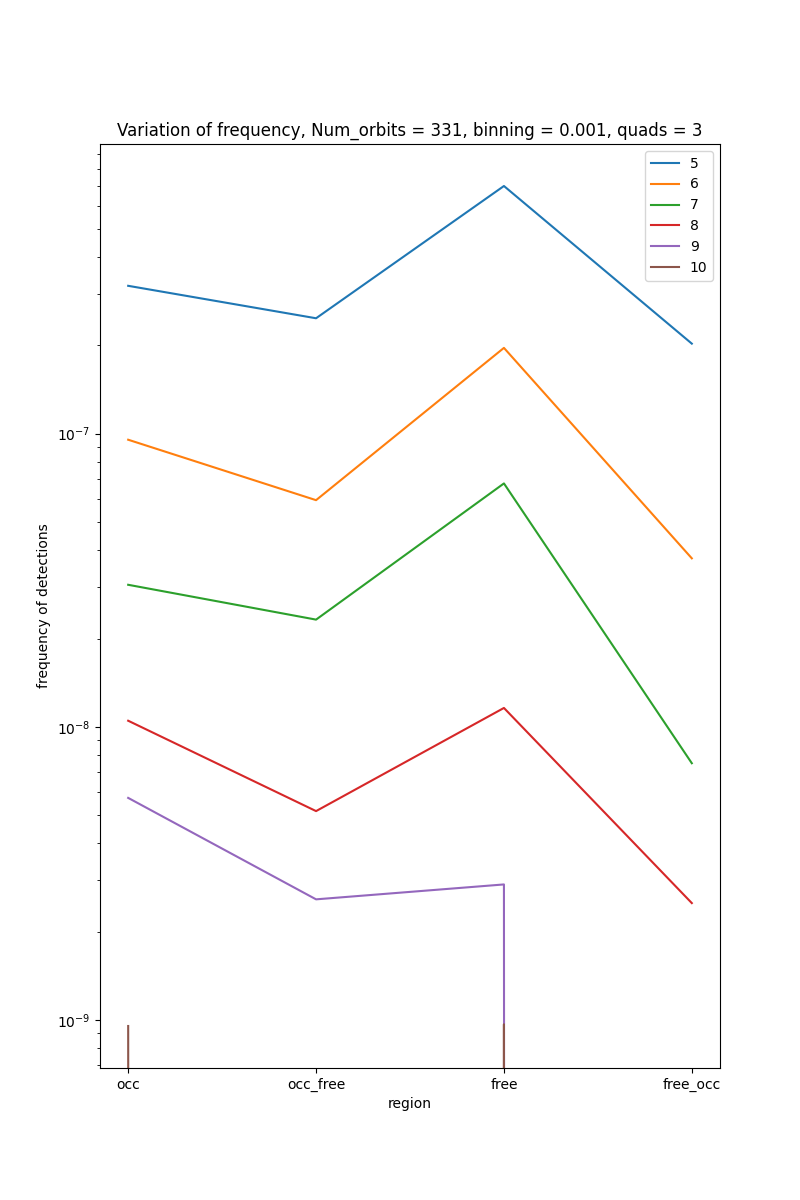 Variation of frequency, Num_orbits = 331, binning = 0.001, quads = 3
5
6
7
8
9
10
frequency of detections
10⁻⁷
10⁻⁸
10⁻⁹
occ
occ_free
free
free_occ
region